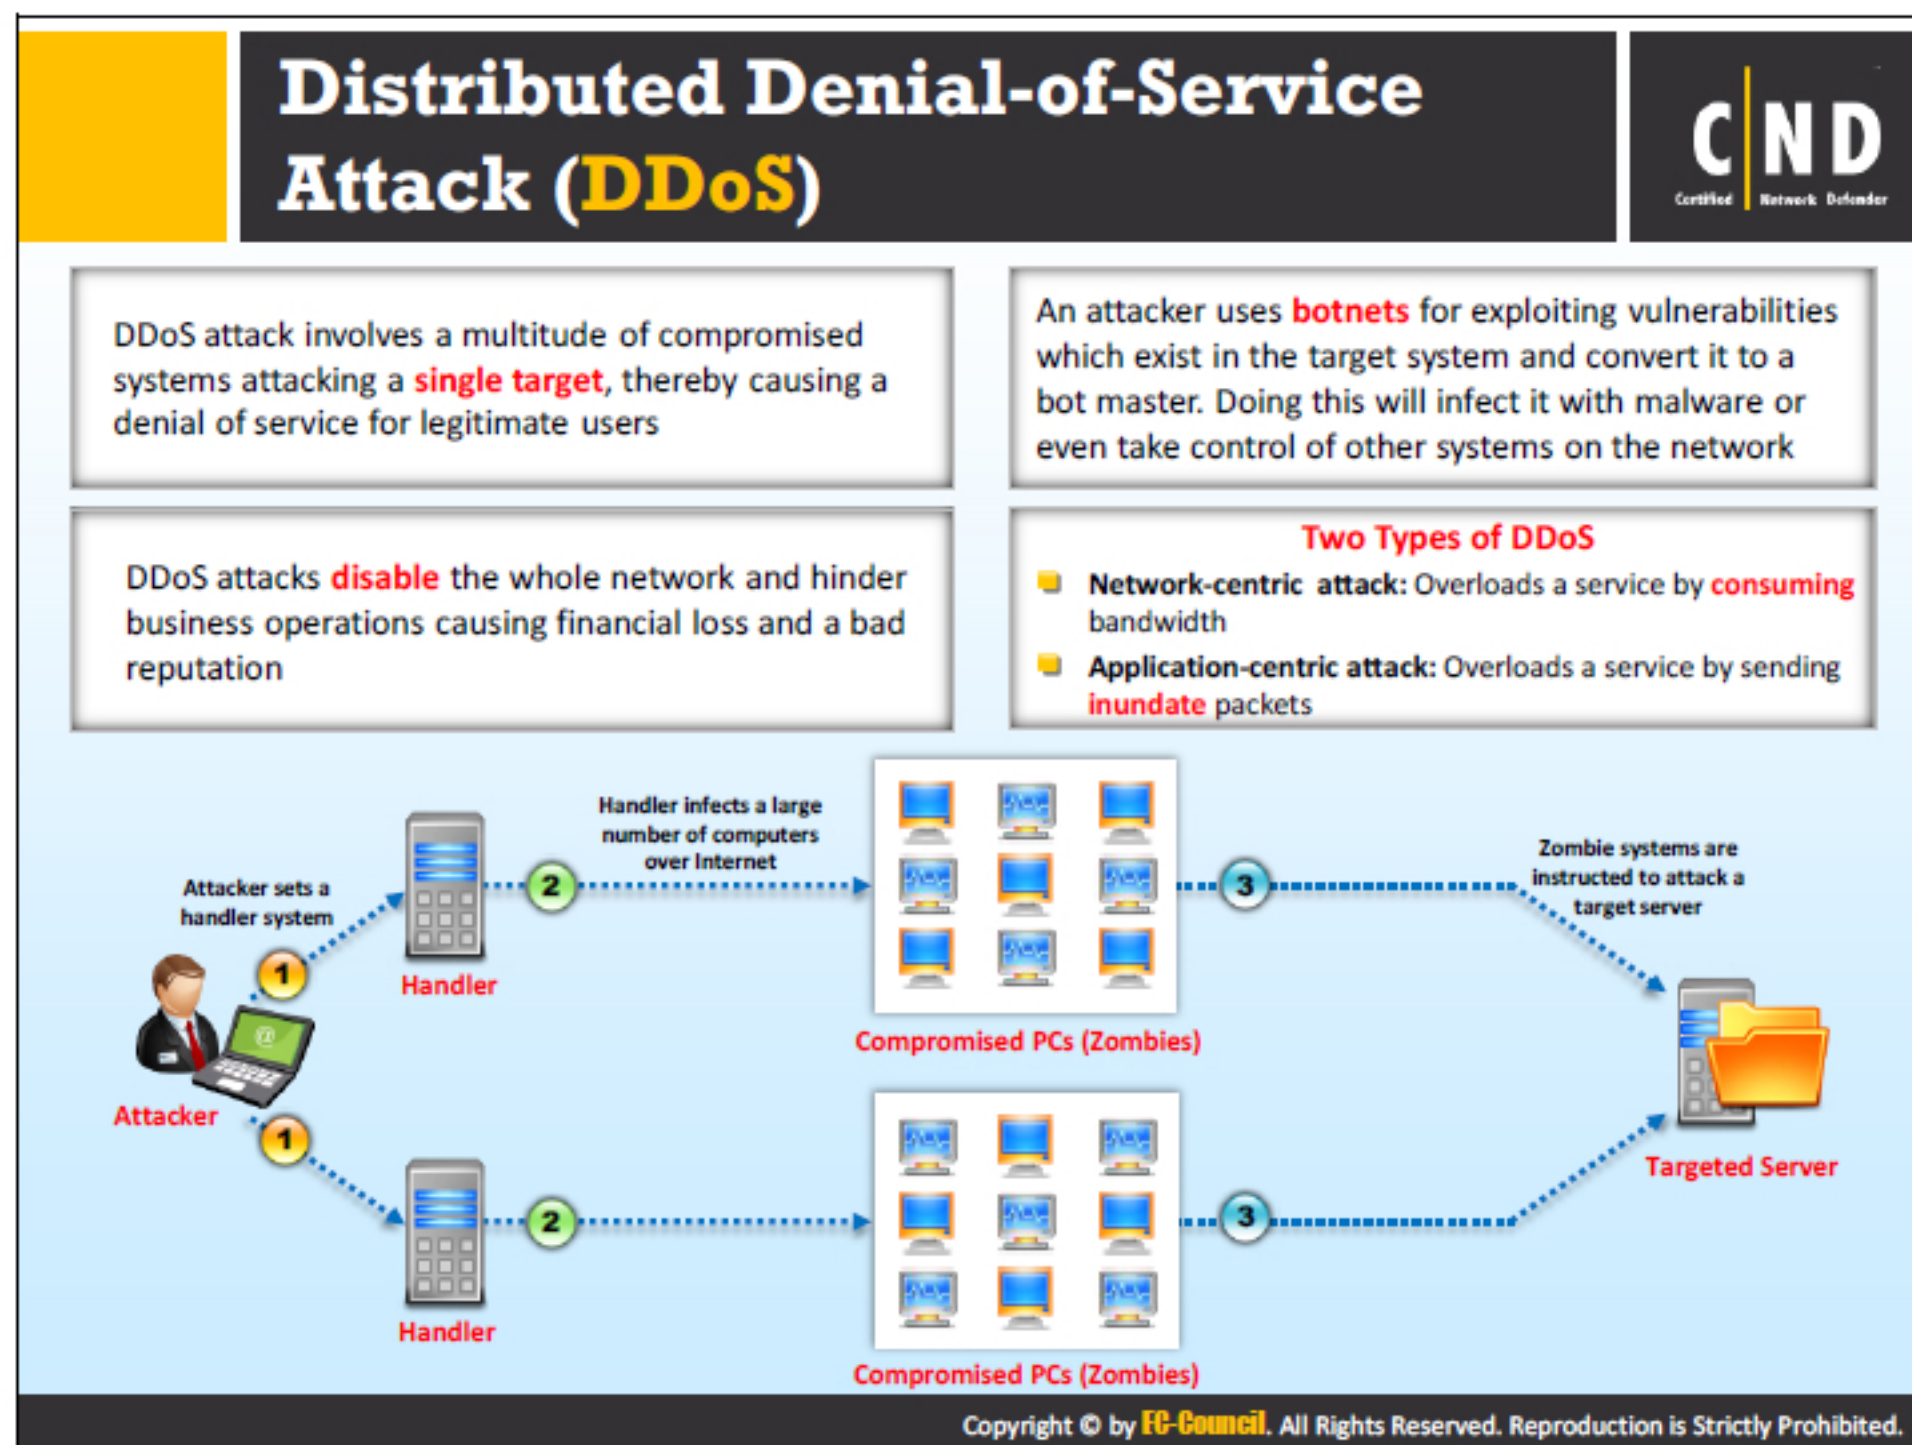 Distributed Denial-of-Service
Attack (DDoS)
C|ND
Certified Network Defender
DDoS attack involves a multitude of compromised
systems attacking a single target, thereby causing a
denial of service for legitimate users
An attacker uses botnets for exploiting vulnerabilities
which exist in the target system and convert it to a
bot master. Doing this will infect it with malware or
even take control of other systems on the network
DDoS attacks disable the whole network and hinder
business operations causing financial loss and a bad
reputation
Two Types of DDoS
Network-centric attack: Overloads a service by consuming
bandwidth
Application-centric attack: Overloads a service by sending
inundate packets
Attacker sets a
handler system
1
Handler
2
Handler infects a large
number of computers
over Internet
Compromised PCs (Zombies)
3
Zombie systems are
instructed to attack a
target server
@
Attacker
1
Handler
2
Compromised PCs (Zombies)
3
Targeted Server
Copyright © by EC-Council. All Rights Reserved. Reproduction is Strictly Prohibited.